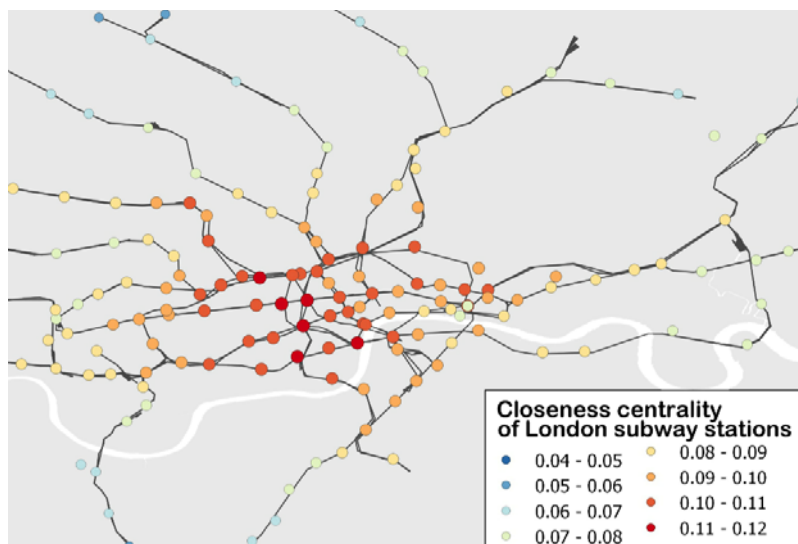 Closeness centrality
of London subway stations
0.04 - 0.05
0.05 - 0.06
0.06 - 0.07
0.07 - 0.08
0.08 - 0.09
0.09 - 0.10
0.10 - 0.11
0.11 - 0.12